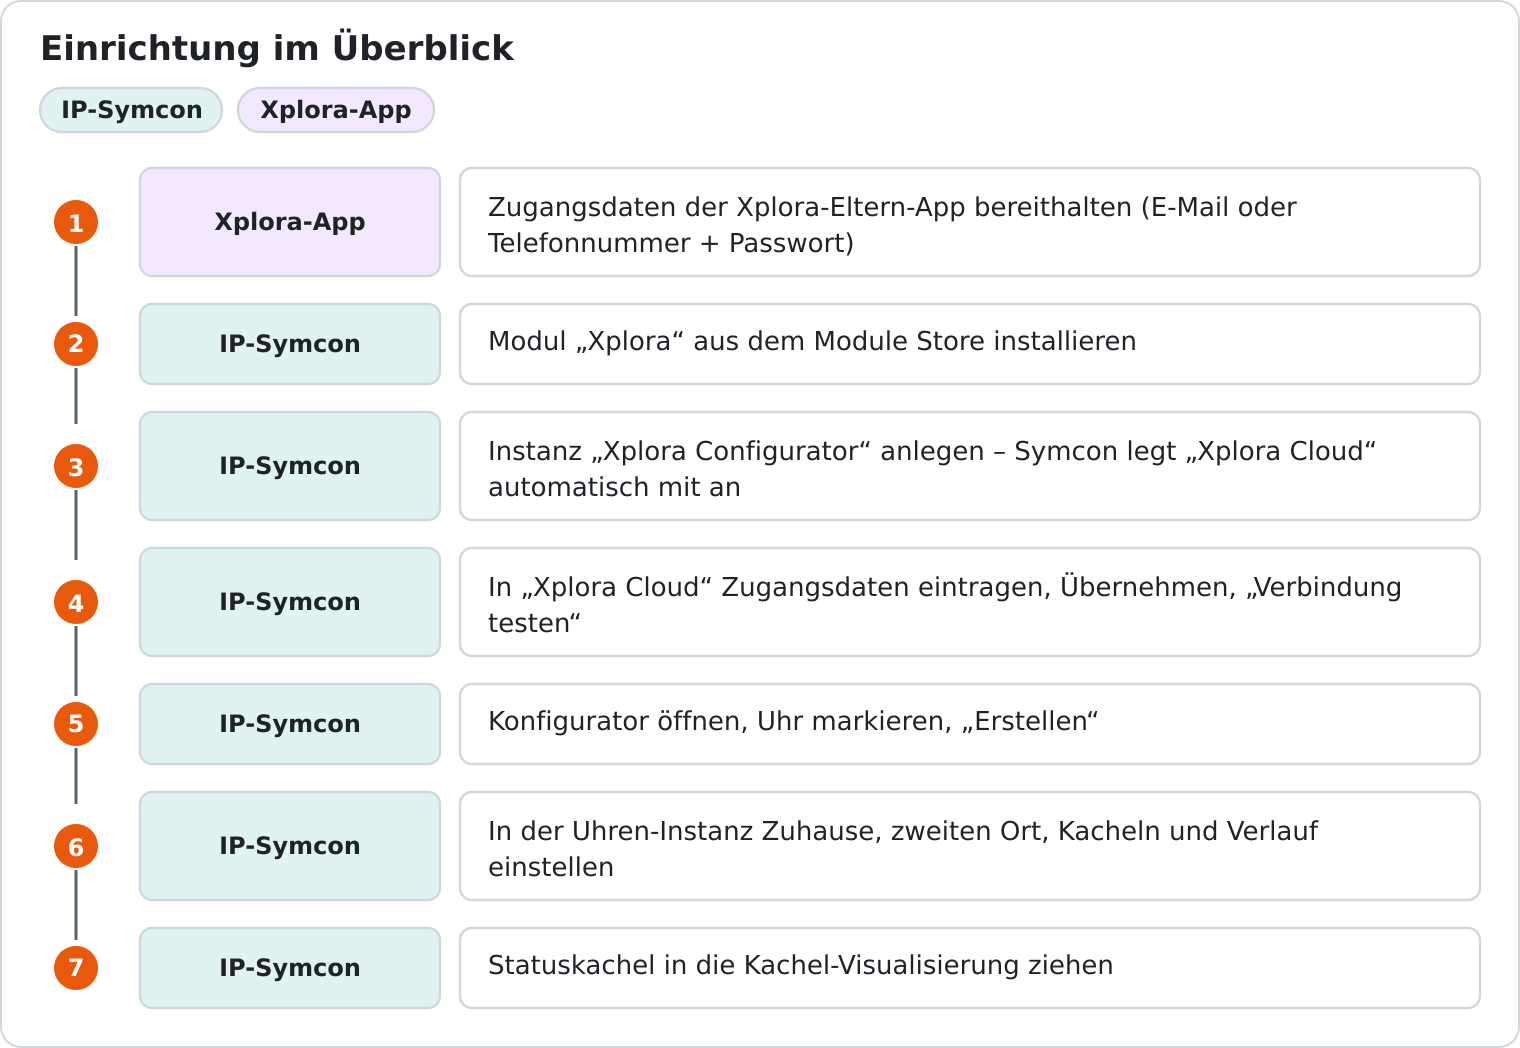 Einrichtung im Überblick
IP-Symcon
Xplora-App
1
Xplora-App
Zugangsdaten der Xplora-Eltern-App bereithalten (E-Mail oder
Telefonnummer + Passwort)
2
IP-Symcon
Modul „Xplora“ aus dem Module Store installieren
3
IP-Symcon
Instanz „Xplora Configurator“ anlegen – Symcon legt „Xplora Cloud“
automatisch mit an
4
IP-Symcon
In „Xplora Cloud“ Zugangsdaten eintragen, Übernehmen, „Verbindung
testen“
5
IP-Symcon
Konfigurator öffnen, Uhr markieren, „Erstellen“
6
IP-Symcon
In der Uhren-Instanz Zuhause, zweiten Ort, Kacheln und Verlauf
einstellen
7
IP-Symcon
Statuskachel in die Kachel-Visualisierung ziehen